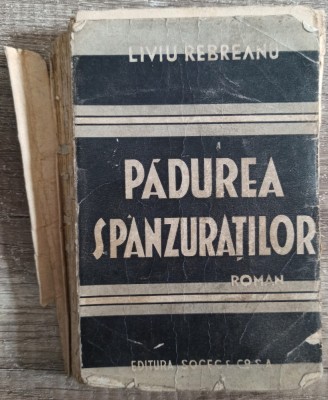 LIVIU REBREANU
PĂDUREA
SPÂNZURAȚILOR
ROMAN
EDITURA SOCEC & CO. S.A.